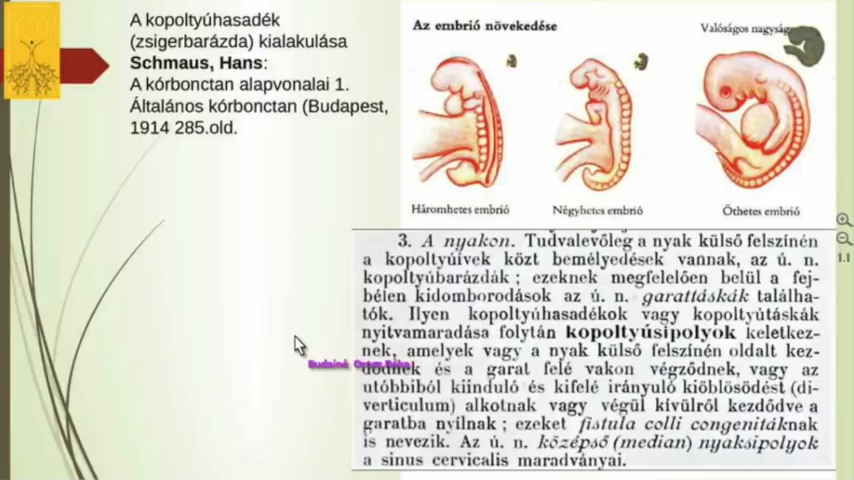 A kopoltyúhasadék
(zsigerbarázda) kialakulása
Schmaus, Hans:
A kórbonctan alapvonalai 1.
Általános kórbonctan (Budapest,
1914 285.old.
Az embrió növekedése
Valóságos nagyság
Háromhetes embrió
Négyhetes embrió
Öthetes embrió
3. A nyakon. Tudvalevőleg a nyak külső felszínén
a kopoltyúívek közt bemélyedések vannak, az ú. n.
kopoltyúbarázdák ; ezeknek megfelelően belül a fej-
bélen kidomborodások az ú. n. garattáskák találha-
tók. Ilyen kopoltyúhasadékok vagy kopoltyútáskák
nyitvamaradása folytán kopoltyúsipolyok keletkez-
nek, amelyek vagy a nyak külső felszínén oldalt kez-
dődnek és a garat felé vakon végződnek, vagy az
utóbbiból kiinduló és kifelé irányuló kiöblösödést (di-
verticulum) alkotnak vagy végül kívülről kezdődve a
garatba nyílnak ; ezeket fistula colli congenitáknak
is nevezik. Az ú. n. középső (median) nyaksipolyok
a sinus cervicalis maradványai.
1.1